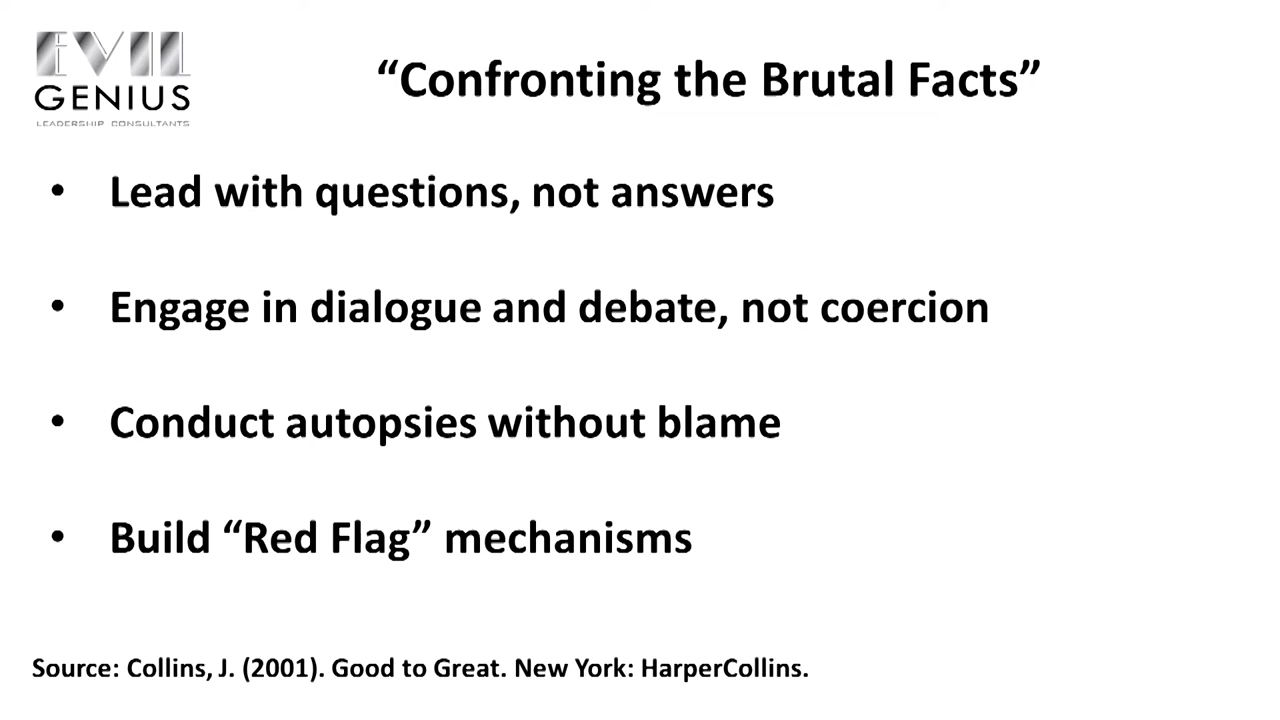 EVIL
GENIUS
LEADERSHIP CONSULTANTS
“Confronting the Brutal Facts”
• Lead with questions, not answers
• Engage in dialogue and debate, not coercion
• Conduct autopsies without blame
• Build “Red Flag” mechanisms
Source: Collins, J. (2001). Good to Great. New York: HarperCollins.